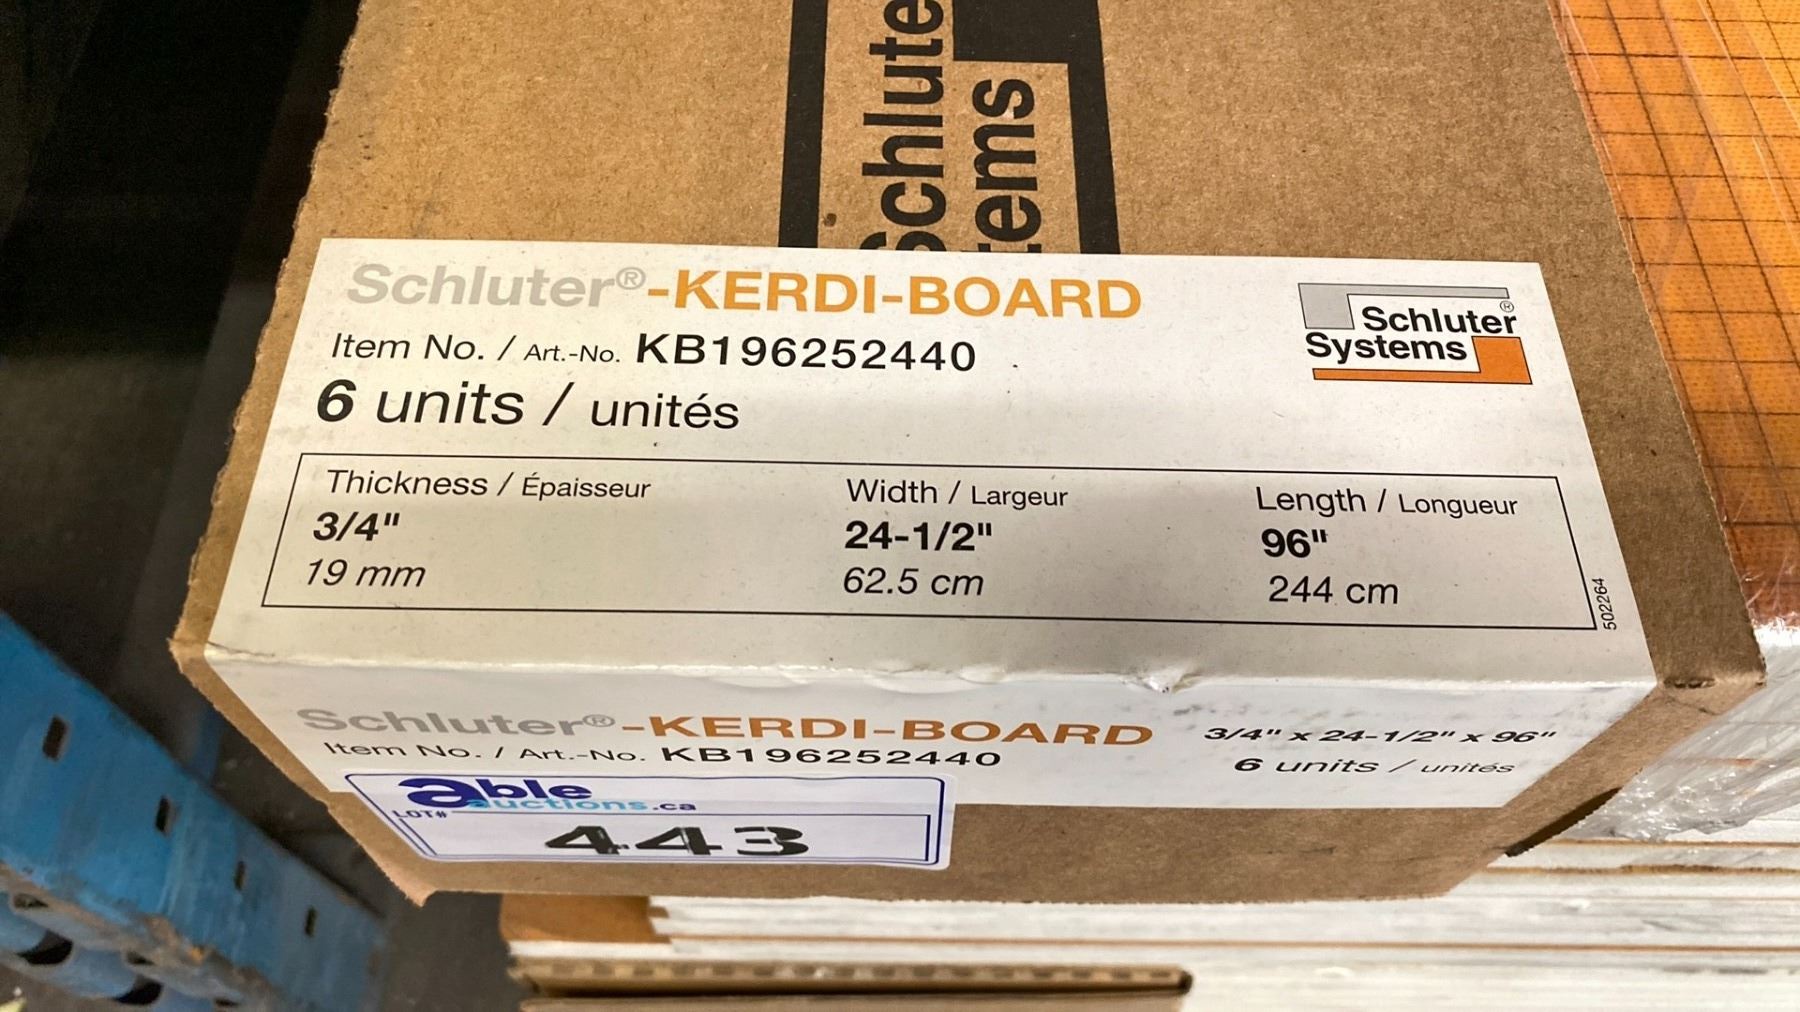 Schlute
tems
Schluter®-KERDI-BOARD
Item No. / Art.-No. KB196252440
6 units / unités
Schluter®
Systems
Thickness / Épaisseur
3/4"
19 mm
Width / Largeur
24-1/2"
62.5 cm
Length / Longueur
96"
244 cm
502264
Schluter®-KERDI-BOARD
Item No. / Art.-No. KB196252440
3/4" x 24-1/2" x 96"
6 units / unités
able
auctions.ca
LOT#
443